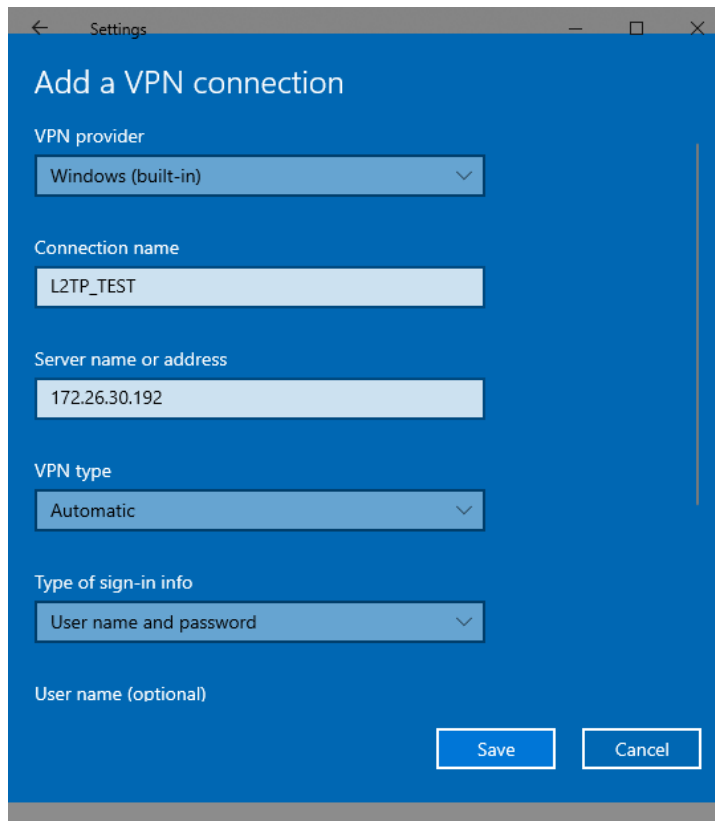 Settings
Add a VPN connection
VPN provider
Windows (built-in)
Connection name
L2TP_TEST
Server name or address
172.26.30.192
VPN type
Automatic
Type of sign-in info
User name and password
User name (optional)
Save Cancel